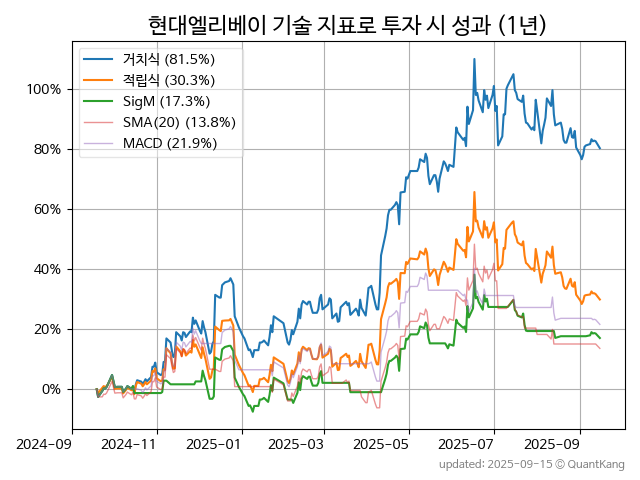 현대엘리베이 기술 지표로 투자 시 성과 (1년)
거치식 (81.5%)
적립식 (30.3%)
SigM (17.3%)
SMA(20) (13.8%)
MACD (21.9%)
100%
80%
60%
40%
20%
0%
2024-09 2024-11 2025-01 2025-03 2025-05 2025-07 2025-09
updated: 2025-09-15 © QuantKang